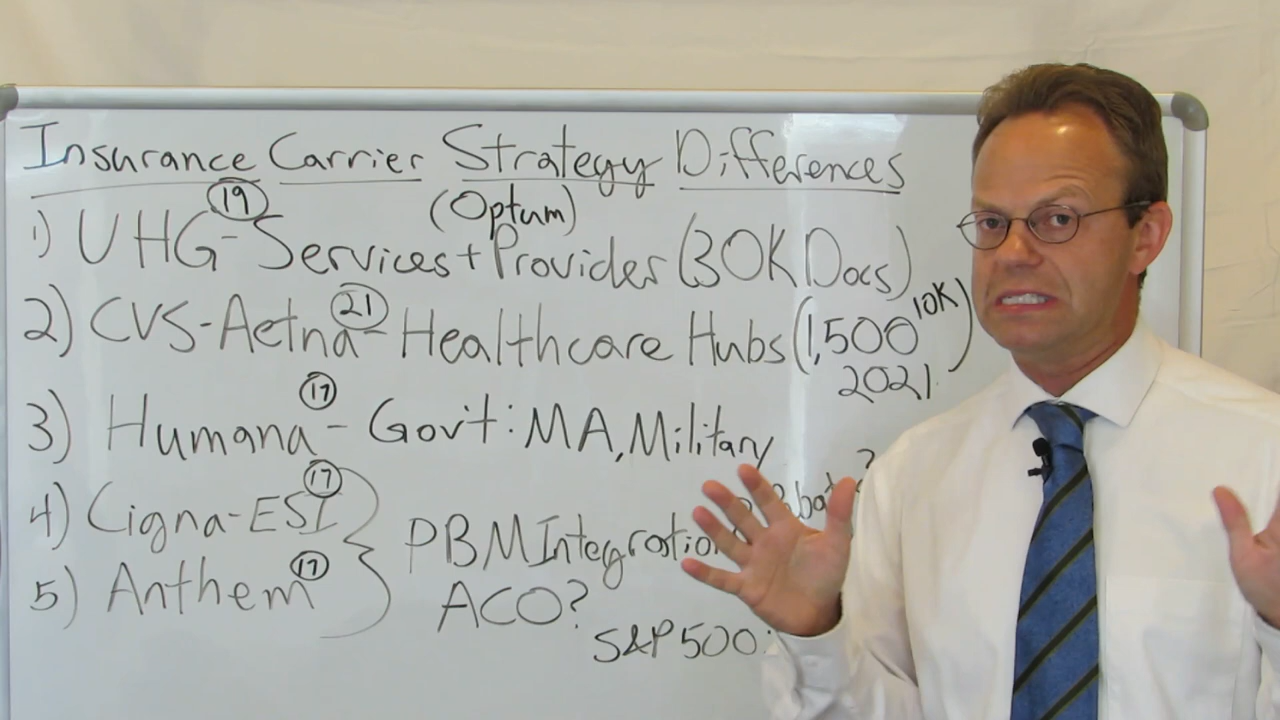 Insurance Carrier Strategy Differences
19 (Optum)
1) UHG - Services + Provider (30K Docs)
21 10K
2) CVS-Aetna - Healthcare Hubs (1,500)
2021
17
3) Humana - Gov't: MA, Military
17
4) Cigna-ESI
PBM Integration
17
5) Anthem
ACO?
S&P 500: